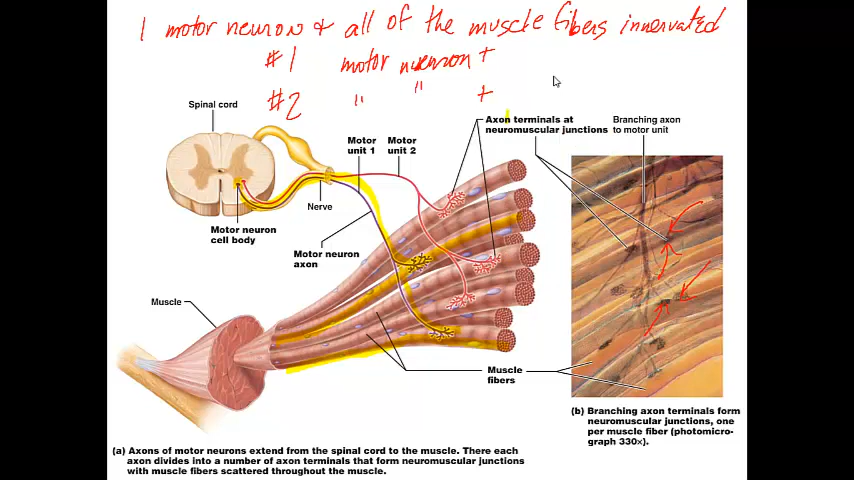 1 motor neuron + all of the muscle fibers innervated
#1 motor neuron +
#2 " " +
Spinal cord
Motor unit 1
Motor unit 2
Axon terminals at
neuromuscular junctions
Branching axon
to motor unit
Nerve
Motor neuron
cell body
Motor neuron
axon
Muscle
Muscle
fibers
(a) Axons of motor neurons extend from the spinal cord to the muscle. There each
axon divides into a number of axon terminals that form neuromuscular junctions
with muscle fibers scattered throughout the muscle.
(b) Branching axon terminals form
neuromuscular junctions, one
per muscle fiber (photomicro-
graph 330×).